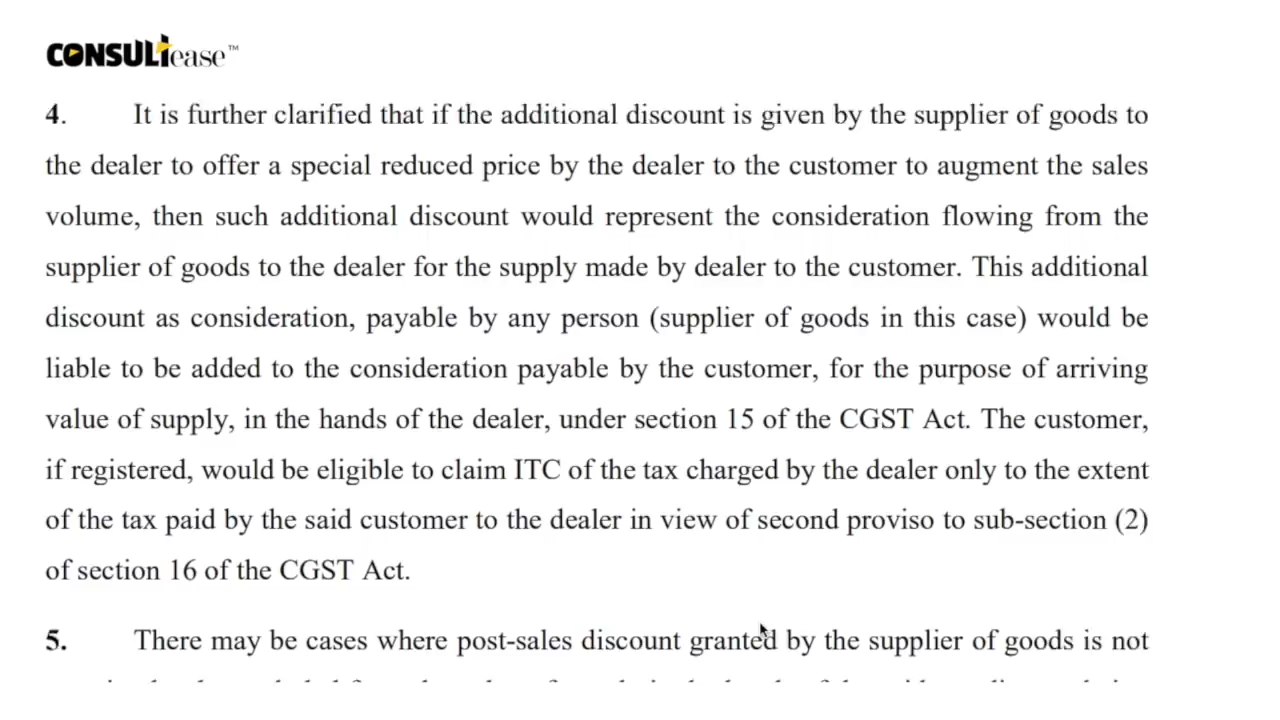 CONSULTease™
4. It is further clarified that if the additional discount is given by the supplier of goods to
the dealer to offer a special reduced price by the dealer to the customer to augment the sales
volume, then such additional discount would represent the consideration flowing from the
supplier of goods to the dealer for the supply made by dealer to the customer. This additional
discount as consideration, payable by any person (supplier of goods in this case) would be
liable to be added to the consideration payable by the customer, for the purpose of arriving
value of supply, in the hands of the dealer, under section 15 of the CGST Act. The customer,
if registered, would be eligible to claim ITC of the tax charged by the dealer only to the extent
of the tax paid by the said customer to the dealer in view of second proviso to sub-section (2)
of section 16 of the CGST Act.
5. There may be cases where post-sales discount granted by the supplier of goods is not